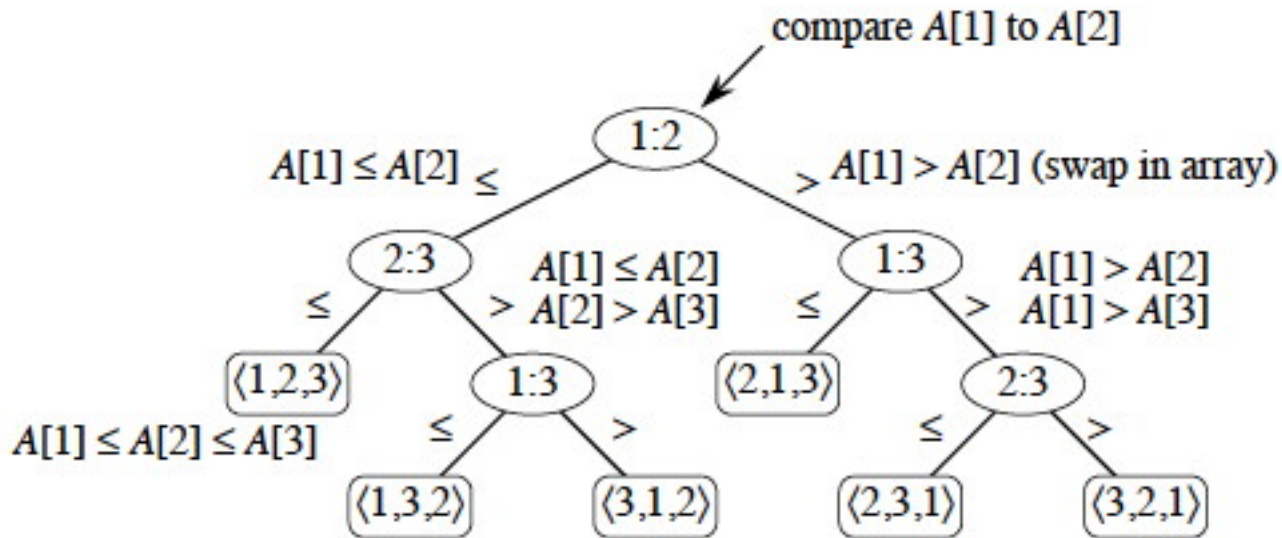 compare A[1] to A[2]
1:2
A[1] ≤ A[2] ≤
> A[1] > A[2] (swap in array)
2:3
A[1] ≤ A[2]
1:3
A[1] > A[2]
≤
> A[2] > A[3]
≤
> A[1] > A[3]
⟨1,2,3⟩
1:3
⟨2,1,3⟩
2:3
A[1] ≤ A[2] ≤ A[3]
≤
>
≤
>
⟨1,3,2⟩
⟨3,1,2⟩
⟨2,3,1⟩
⟨3,2,1⟩